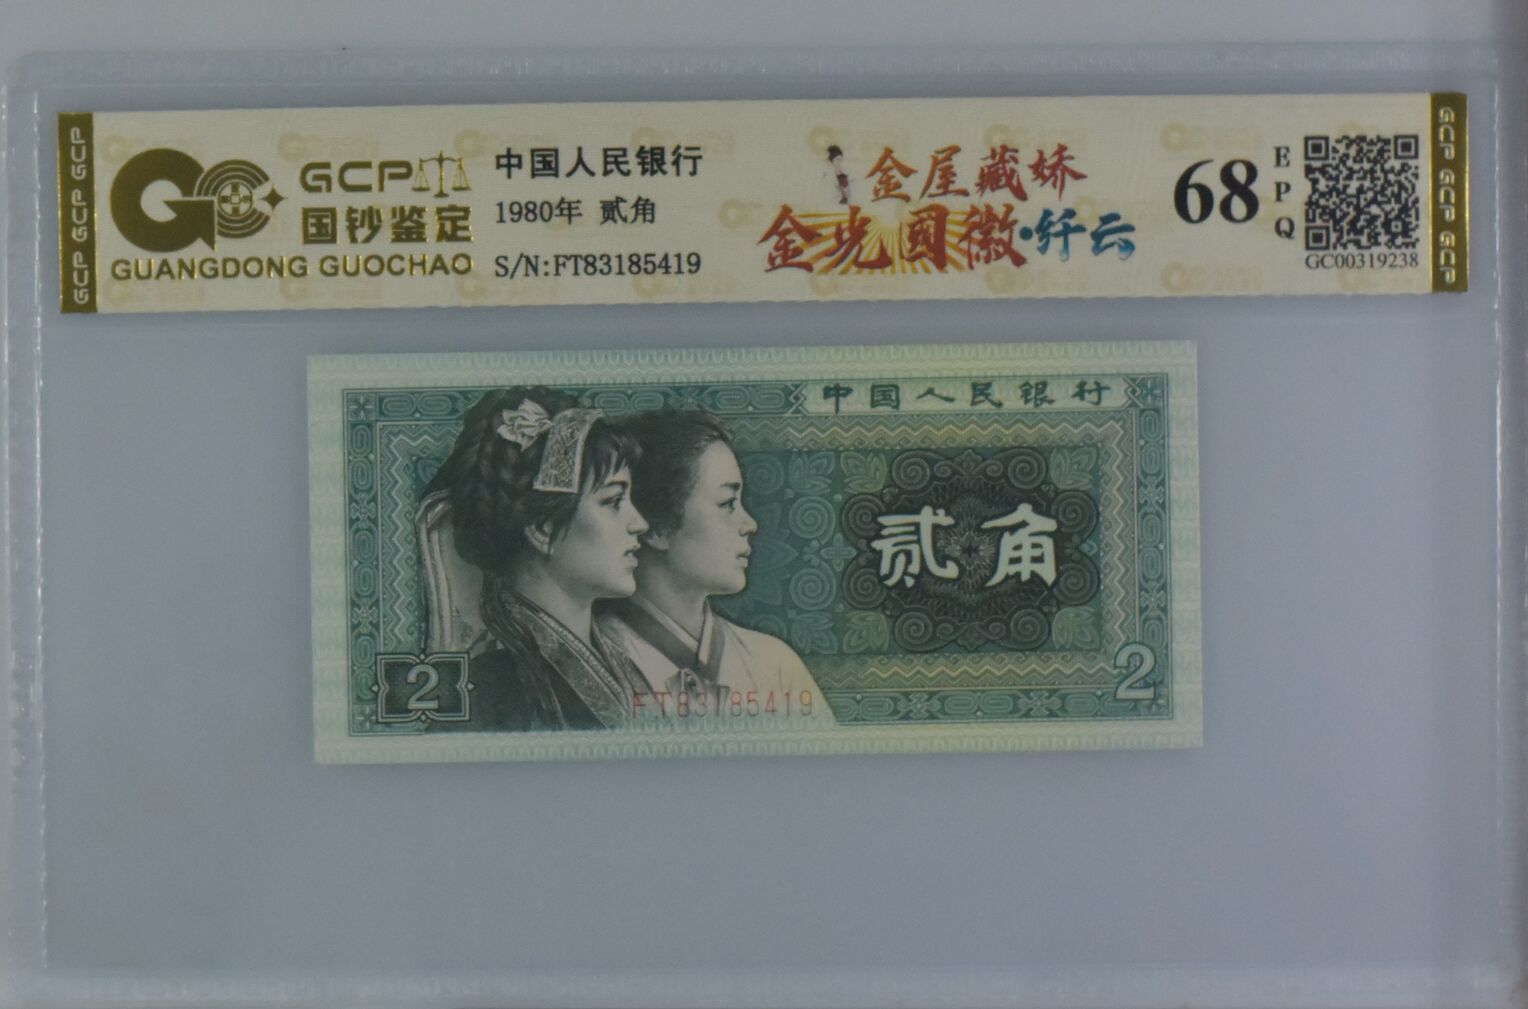 GCP GCP GCP
GCP
国钞鉴定
GUANGDONG GUOCHAO
中国人民银行
1980年 贰角
S/N:FT83185419
金屋藏娇
金光國徽·纤云
68
EPQ
GC00319238
GCP GCP GCP
中国人民银行
贰角
2
2
FT83185419